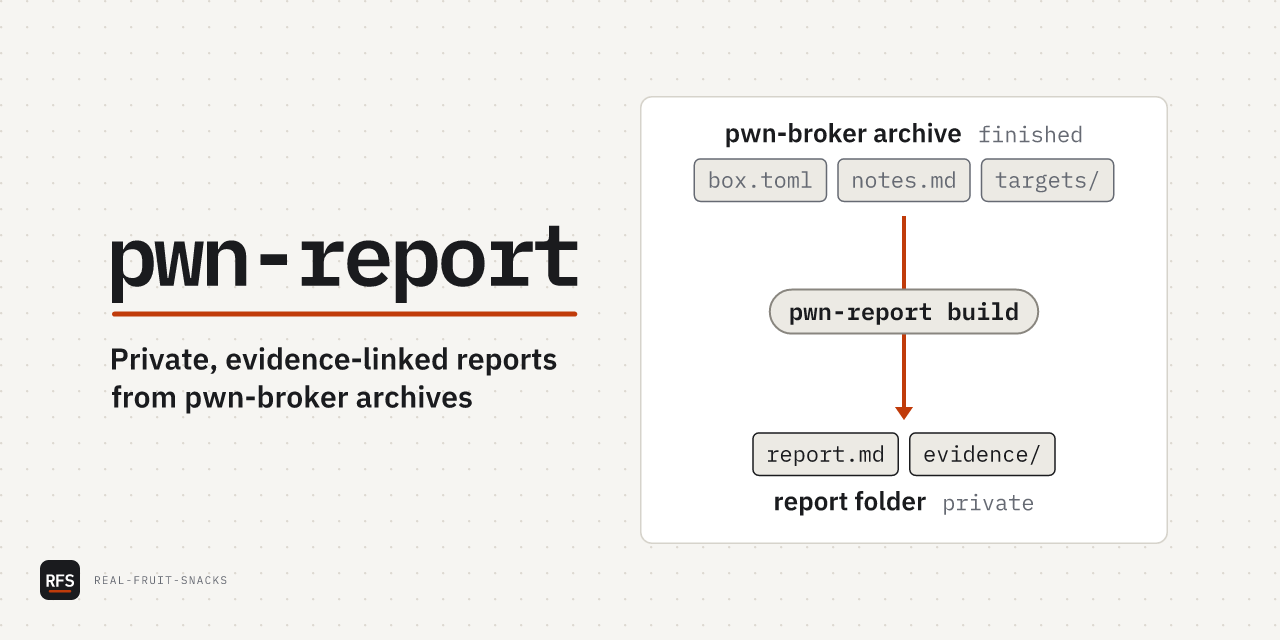 pwn-report
Private, evidence-linked reports
from pwn-broker archives
pwn-broker archive finished
box.toml notes.md targets/
pwn-report build
report.md evidence/
report folder private
RFS REAL-FRUIT-SNACKS